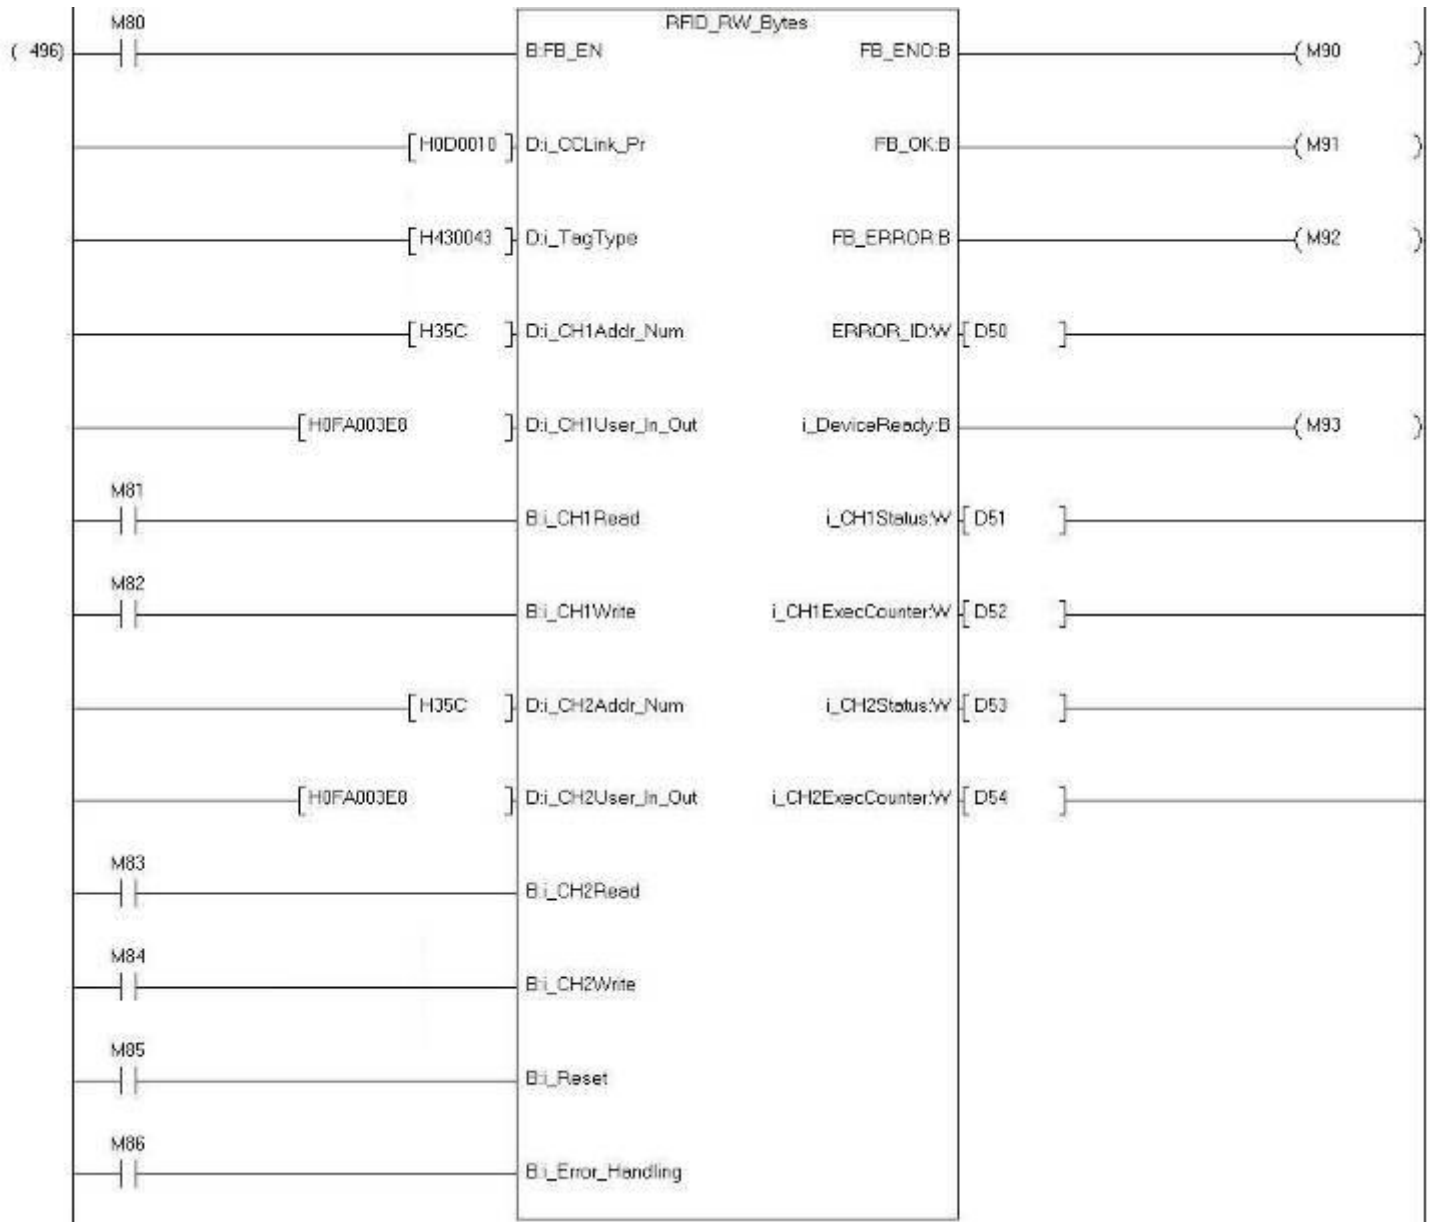 RFID_RW_Bytes
M80
( 496) B:FB_EN FB_ENO:B M90
H0D0010 D:i_CCLink_Pr FB_OK:B M91
H430043 D:i_TagType FB_ERROR:B M92
H35C D:i_CH1Addr_Num ERROR_ID:W D50
H0FA003E8 D:i_CH1User_In_Out i_DeviceReady:B M93
M81
B:i_CH1Read i_CH1Status:W D51
M82
B:i_CH1Write i_CH1ExecCounter:W D52
H35C D:i_CH2Addr_Num i_CH2Status:W D53
H0FA003E8 D:i_CH2User_In_Out i_CH2ExecCounter:W D54
M83
B:i_CH2Read
M84
B:i_CH2Write
M85
B:i_Reset
M86
B:i_Error_Handling